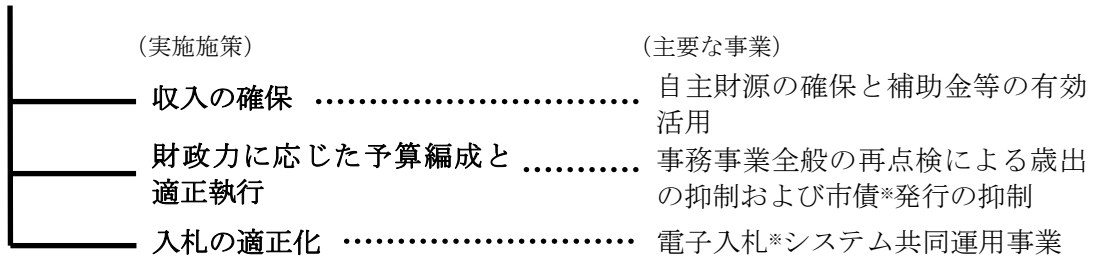 （実施施策） （主要な事業）
収入の確保 ………………………… 自主財源の確保と補助金等の有効
活用
財政力に応じた予算編成と ………… 事務事業全般の再点検による歳出
適正執行 の抑制および市債※発行の抑制
入札の適正化 ……………………… 電子入札※システム共同運用事業